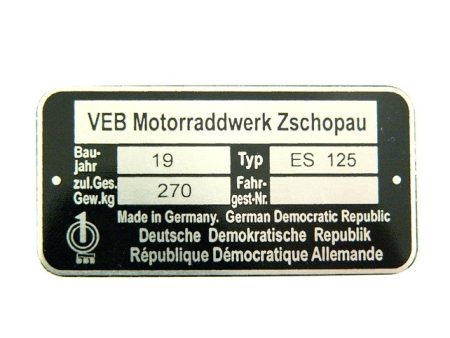 VEB Motorraddwerk Zschopau
Bau-
jahr 19 Typ ES 125
zul.Ges.
Gew.kg 270 Fahr-
gest-Nr.
Made in Germany. German Democratic Republic
Deutsche Demokratische Republik
République Démocratique Allemande
1